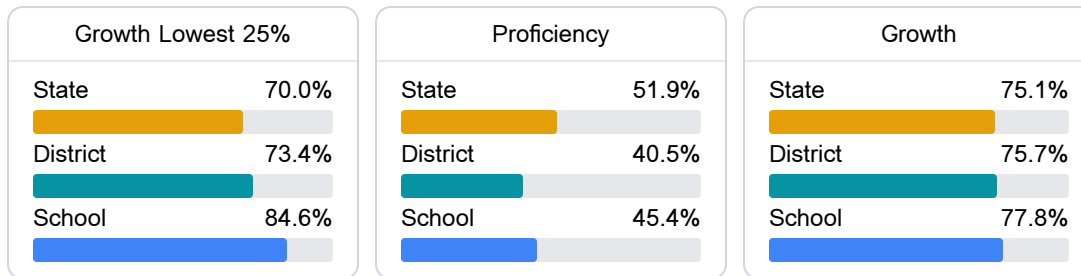 Growth Lowest 25%
State 70.0%
District 73.4%
School 84.6%
Proficiency
State 51.9%
District 40.5%
School 45.4%
Growth
State 75.1%
District 75.7%
School 77.8%